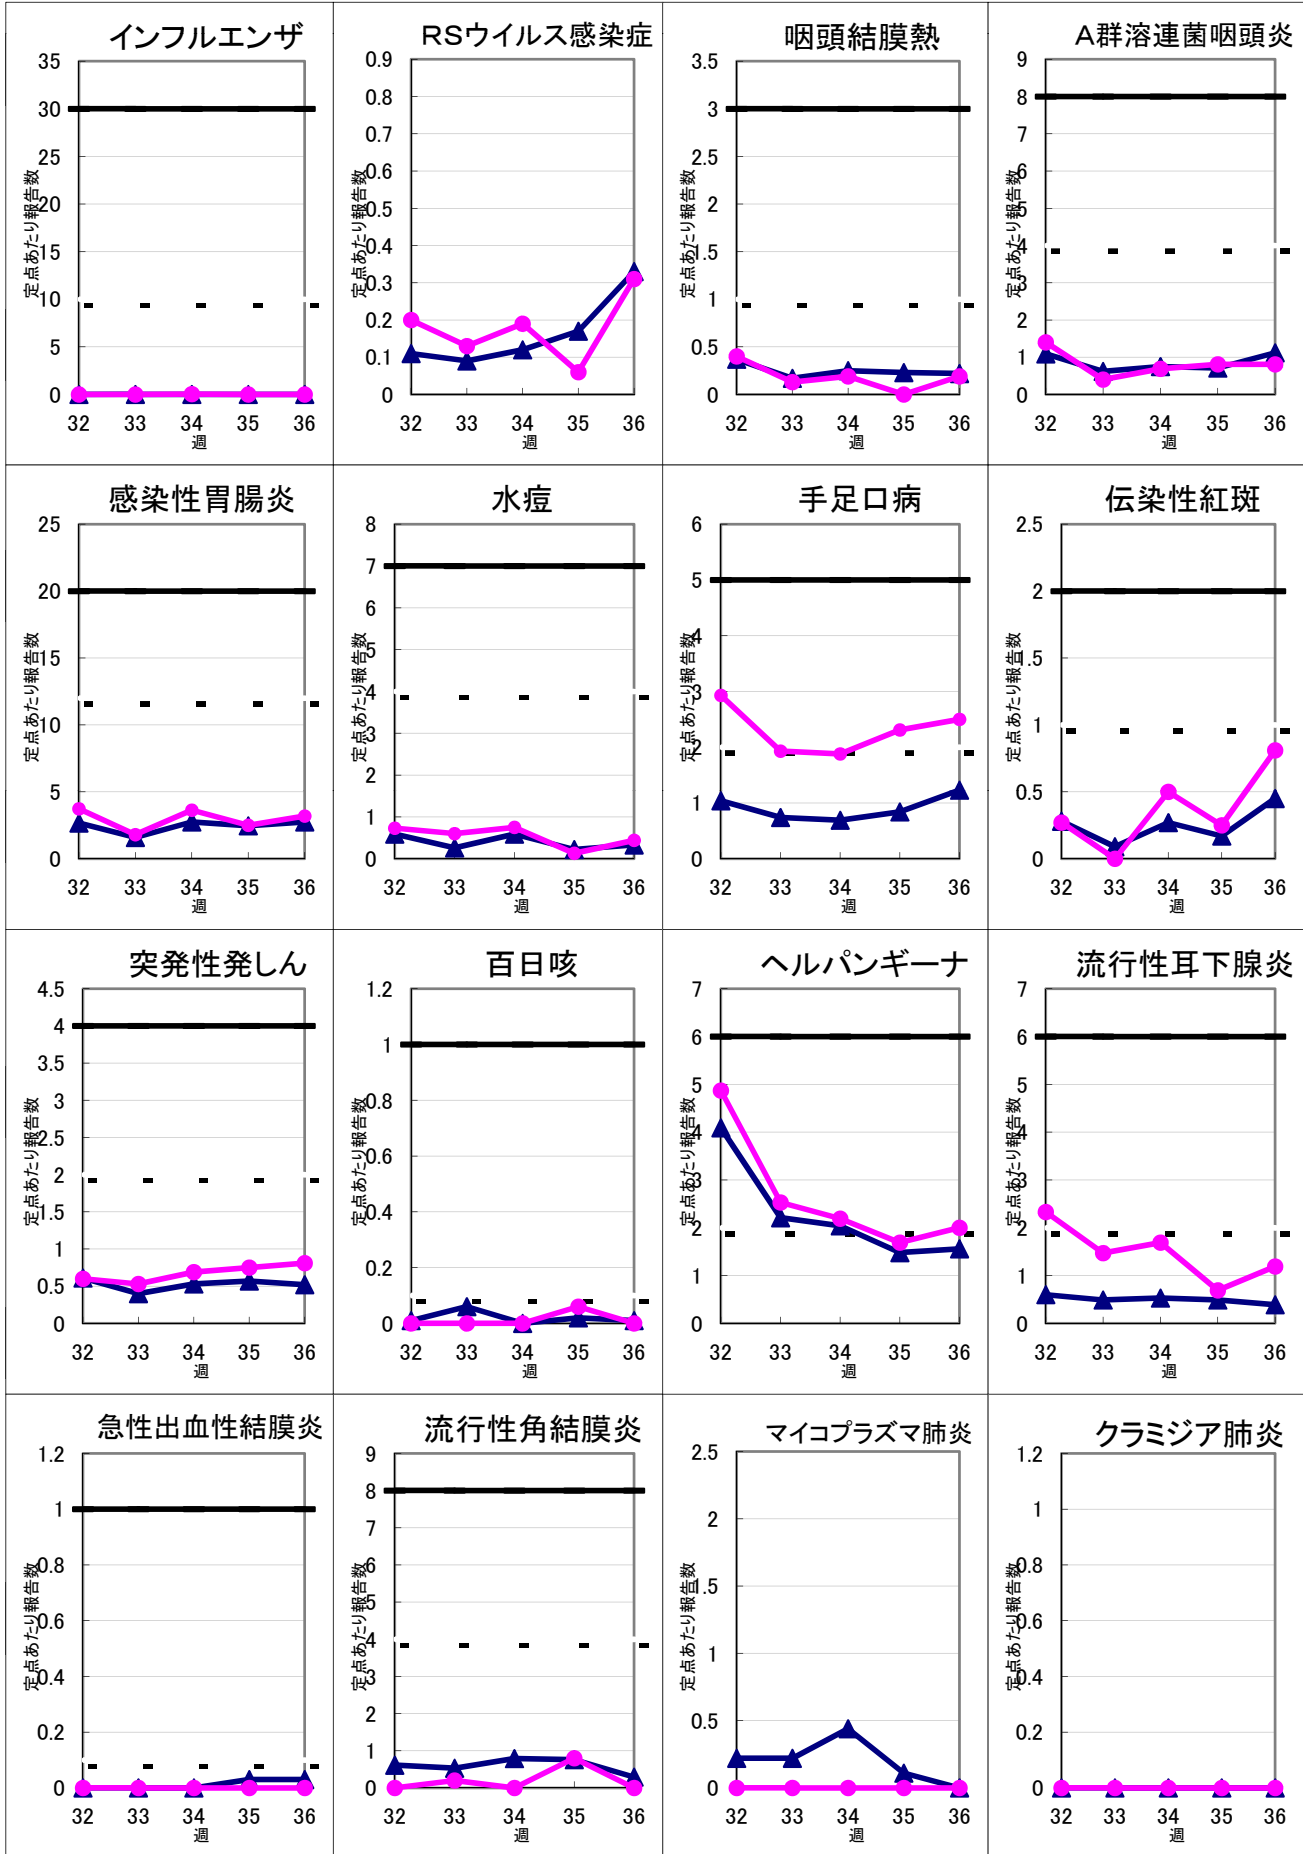 インフルエンザ
35
30
25
20
15
10
5
0
定点あたり報告数
32 33 34 35 36
週
RSウイルス感染症
0.9
0.8
0.7
0.6
0.5
0.4
0.3
0.2
0.1
0
定点あたり報告数
32 33 34 35 36
週
咽頭結膜熱
3.5
3
2.5
2
1.5
1
0.5
0
定点あたり報告数
32 33 34 35 36
週
A群溶連菌咽頭炎
9
8
7
6
5
4
3
2
1
0
定点あたり報告数
32 33 34 35 36
週
感染性胃腸炎
25
20
15
10
5
0
定点あたり報告数
32 33 34 35 36
週
水痘
8
7
6
5
4
3
2
1
0
定点あたり報告数
32 33 34 35 36
週
手足口病
6
5
4
3
2
1
0
定点あたり報告数
32 33 34 35 36
週
伝染性紅斑
2.5
2
1.5
1
0.5
0
定点あたり報告数
32 33 34 35 36
週
突発性発しん
4.5
4
3.5
3
2.5
2
1.5
1
0.5
0
定点あたり報告数
32 33 34 35 36
週
百日咳
1.2
1
0.8
0.6
0.4
0.2
0
定点あたり報告数
32 33 34 35 36
週
ヘルパンギーナ
7
6
5
4
3
2
1
0
定点あたり報告数
32 33 34 35 36
週
流行性耳下腺炎
7
6
5
4
3
2
1
0
定点あたり報告数
32 33 34 35 36
週
急性出血性結膜炎
1.2
1
0.8
0.6
0.4
0.2
0
定点あたり報告数
32 33 34 35 36
週
流行性角結膜炎
9
8
7
6
5
4
3
2
1
0
定点あたり報告数
32 33 34 35 36
週
マイコプラズマ肺炎
2.5
2
1.5
1
0.5
0
定点あたり報告数
32 33 34 35 36
週
クラミジア肺炎
1.2
1
0.8
0.6
0.4
0.2
0
定点あたり報告数
32 33 34 35 36
週